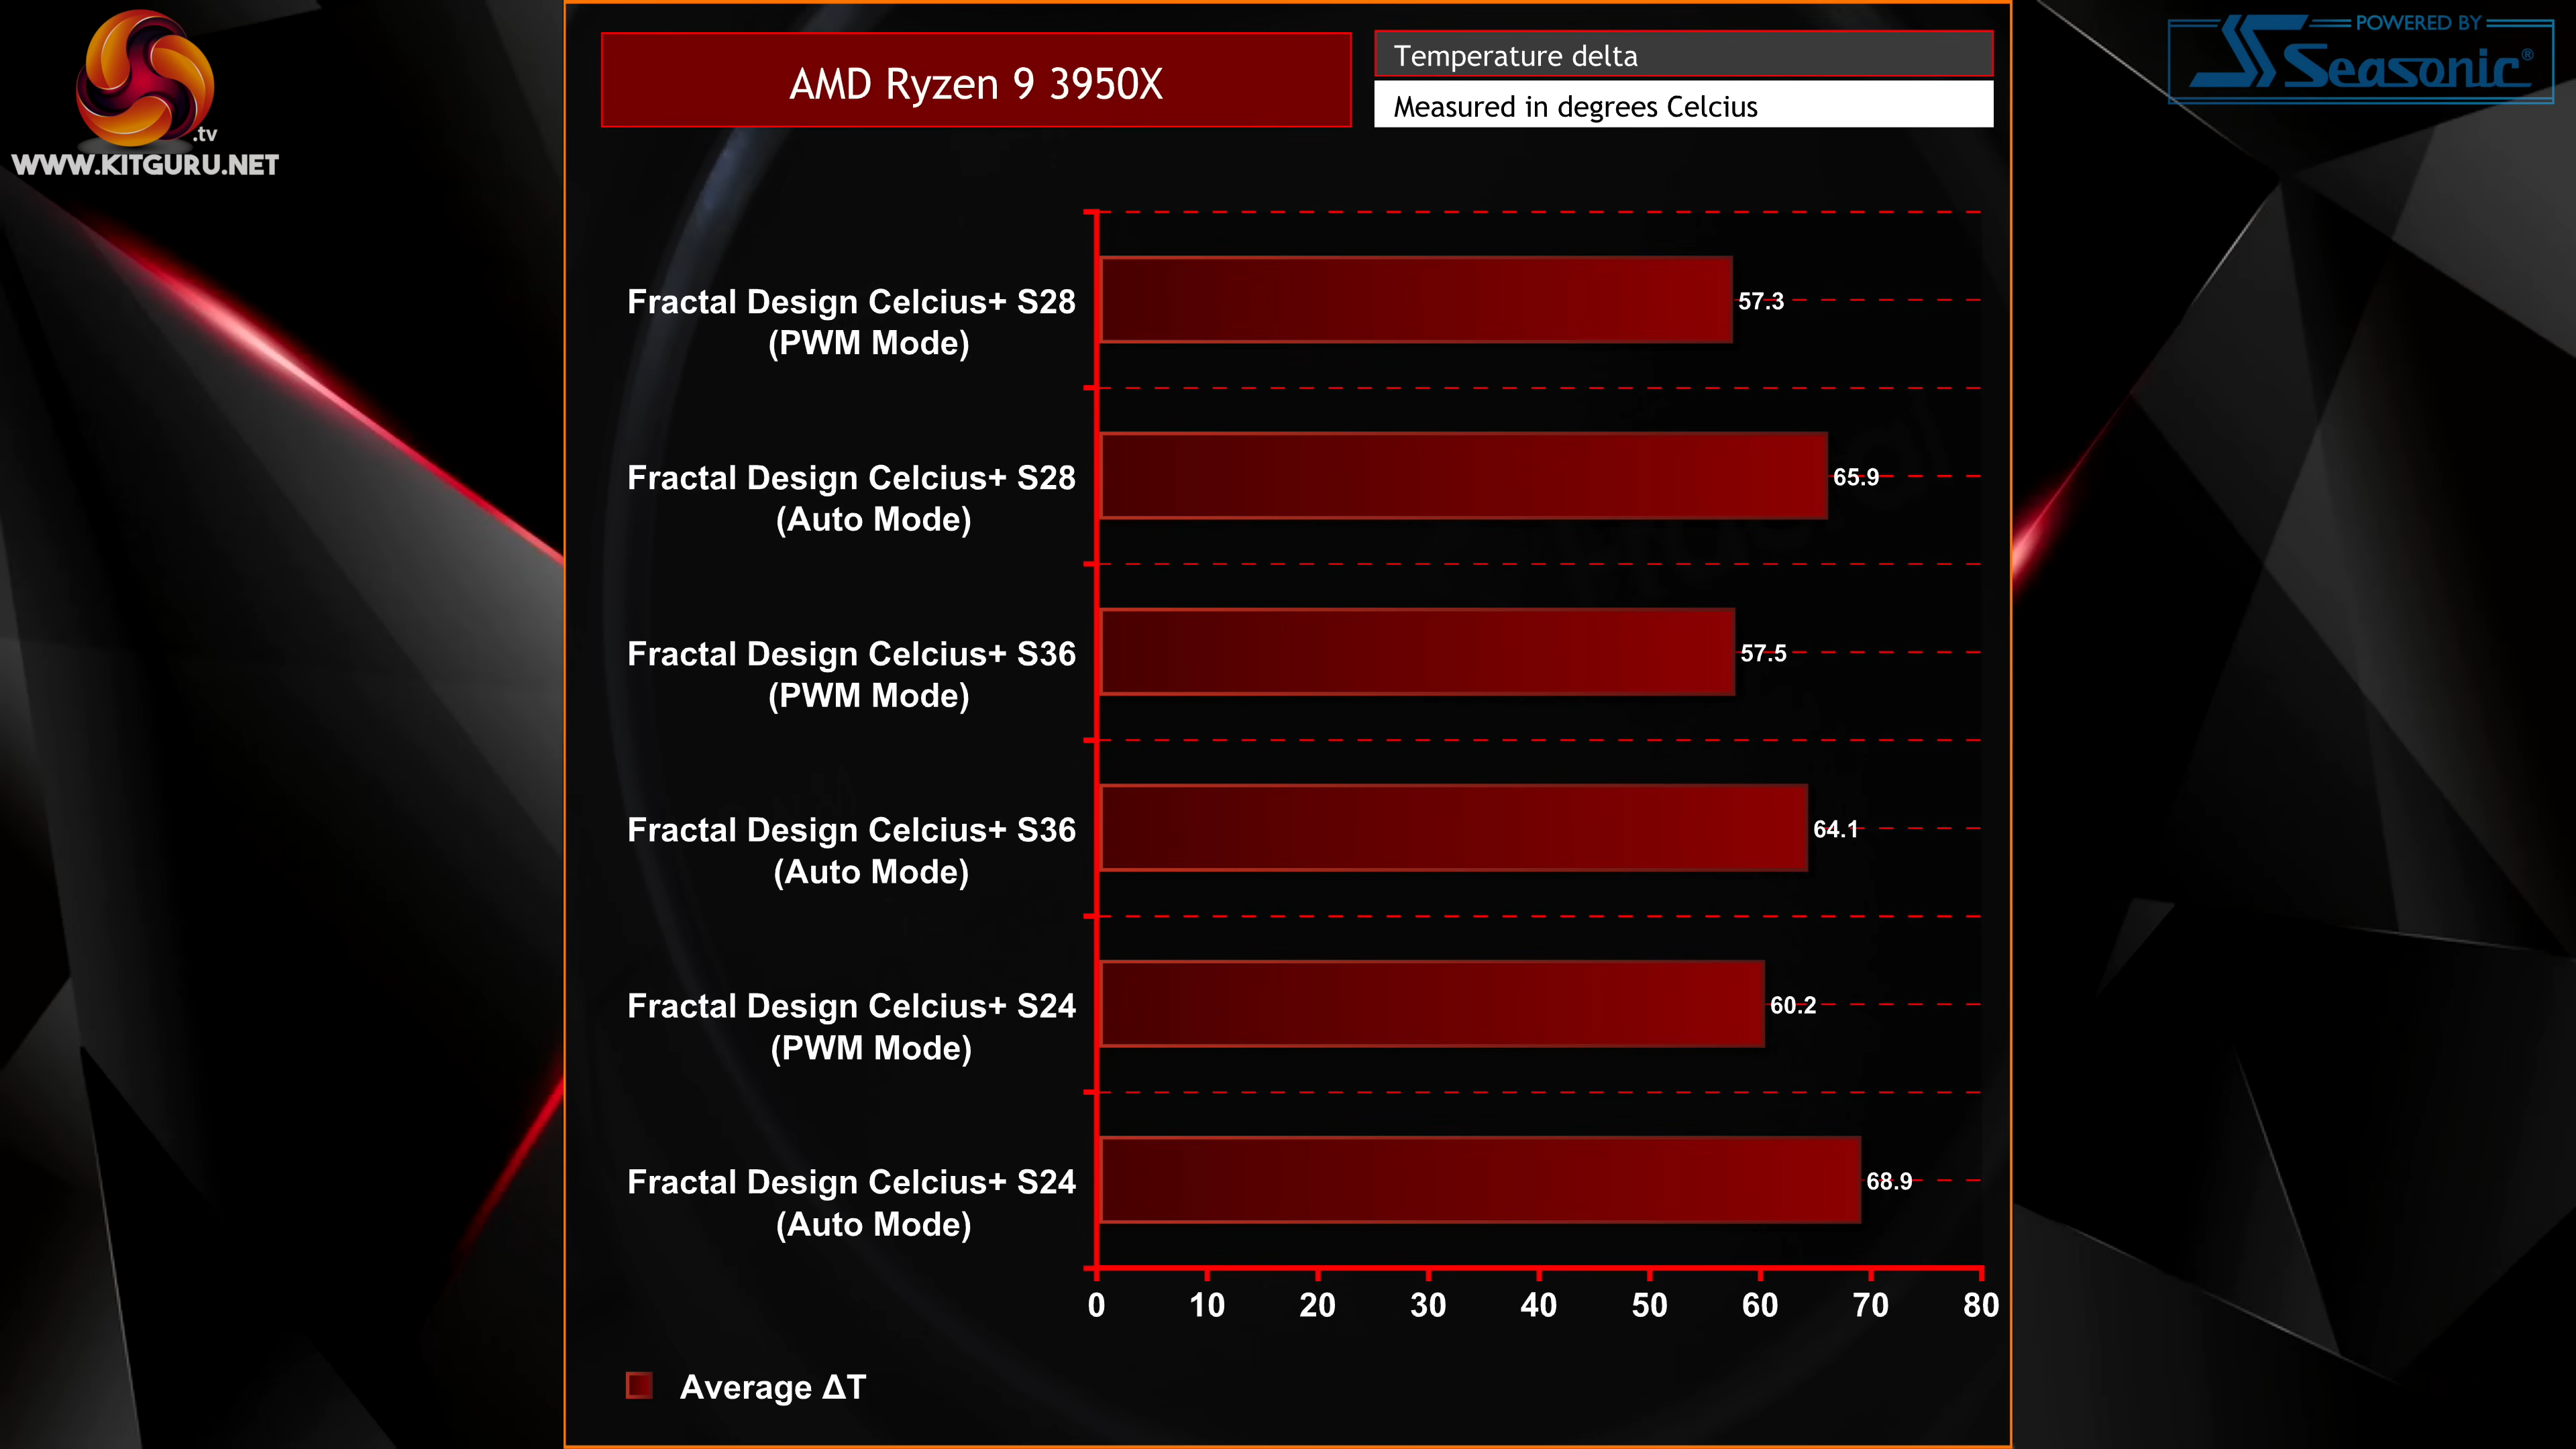 .tv
WWW.KITGURU.NET
AMD Ryzen 9 3950X
Temperature delta
Measured in degrees Celcius
POWERED BY
Seasonic®
Fractal Design Celcius+ S28
(PWM Mode)
57.3
Fractal Design Celcius+ S28
(Auto Mode)
65.9
Fractal Design Celcius+ S36
(PWM Mode)
57.5
Fractal Design Celcius+ S36
(Auto Mode)
64.1
Fractal Design Celcius+ S24
(PWM Mode)
60.2
Fractal Design Celcius+ S24
(Auto Mode)
68.9
0 10 20 30 40 50 60 70 80
Average ΔT